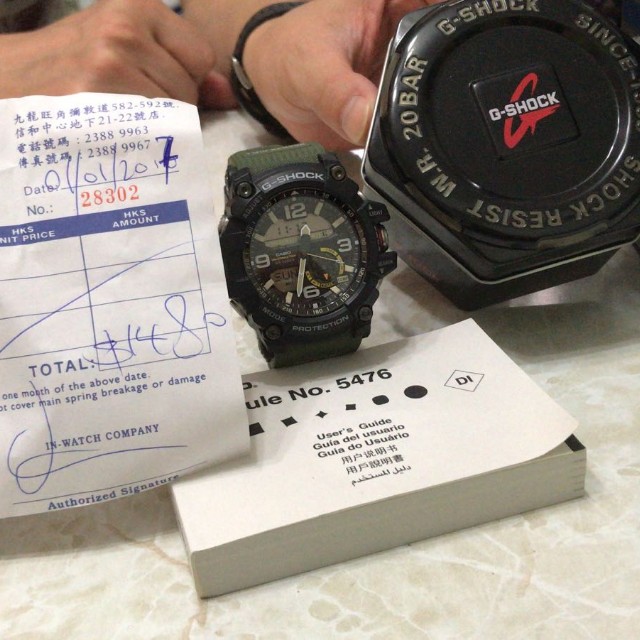 九龍旺角彌敦道582-592號
信和中心地下21-22號店.
電話號碼 : 2388 9963
傳真號碼 : 2388 9967
Date: 01/01/2017
No.: 28302
HK$
NIT PRICE
HK$
AMOUNT
TOTAL: $1480
one month of the above date.
ot cover main spring breakage or damage
IN-WATCH COMPANY
Authorized Signature
G-SHOCK
SUN
PROTECTION
G-SHOCK
SINCE
G-SHOCK
SHOCK RESIST W.R. 20BAR
ule No. 5476
DI
User's Guide
Guía del usuario
Guia do Usuário
用户说明书
用戶說明書
دليل المستخدم